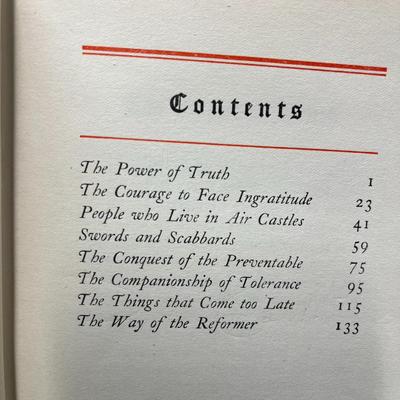 Contents
The Power of Truth 1
The Courage to Face Ingratitude 23
People who Live in Air Castles 41
Swords and Scabbards 59
The Conquest of the Preventable 75
The Companionship of Tolerance 95
The Things that Come too Late 115
The Way of the Reformer 133